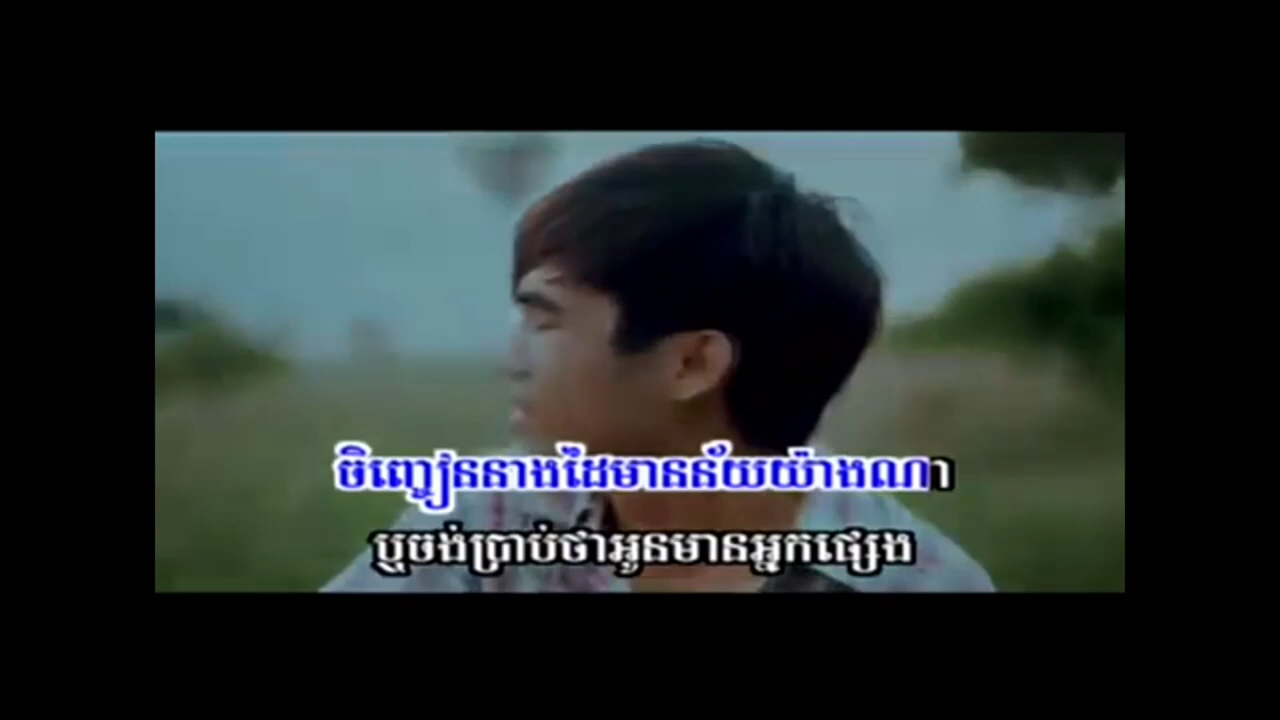 ចិញ្ចៀននាងដៃមានន័យយ៉ាងណា
ឬចង់ប្រាប់ថាអូនមានអ្នកផ្សេង